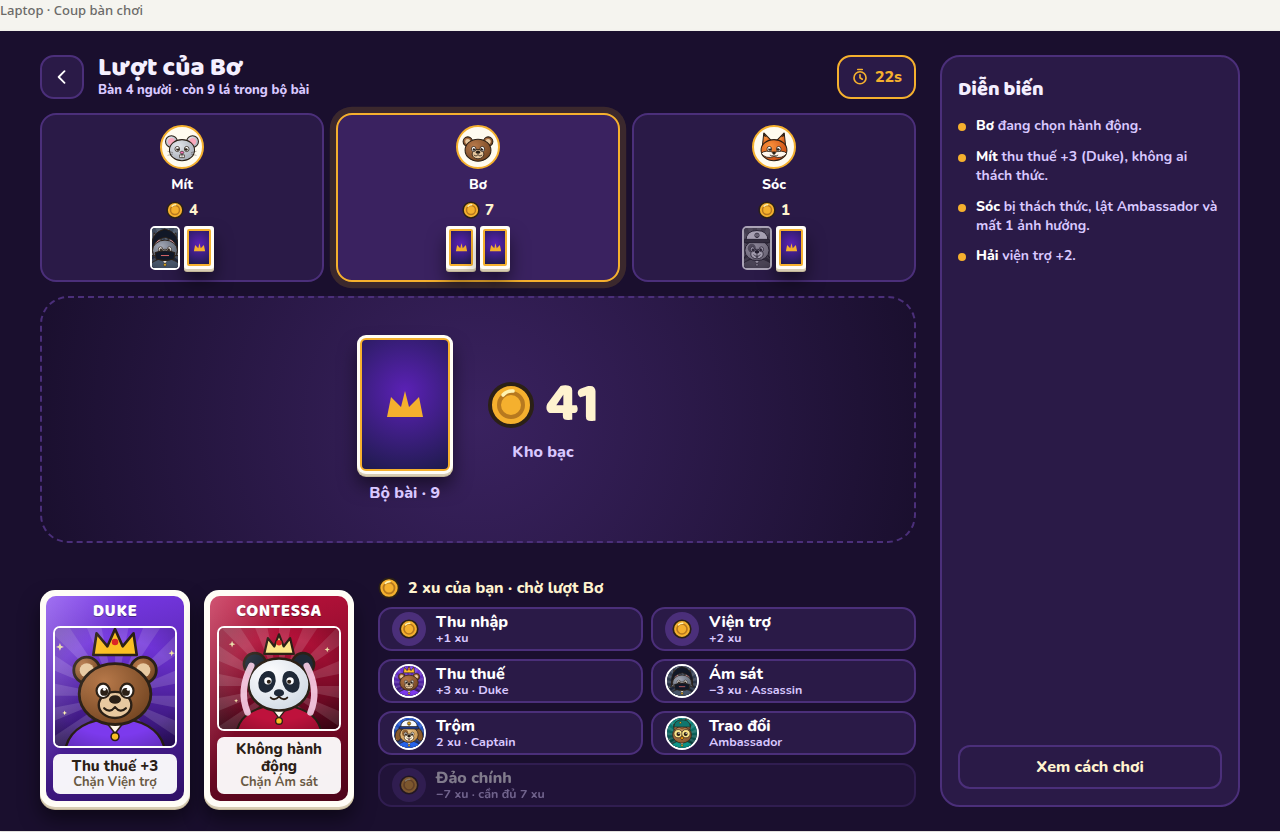 Laptop · Coup bàn chơi
Lượt của Bơ
Bàn 4 người · còn 9 lá trong bộ bài
22s
Mít
4
Bơ
7
Sóc
1
Bộ bài · 9
41
Kho bạc
DUKE
Thu thuế +3
Chặn Viện trợ
CONTESSA
Không hành
động
Chặn Ám sát
2 xu của bạn · chờ lượt Bơ
Thu nhập
+1 xu
Viện trợ
+2 xu
Thu thuế
+3 xu · Duke
Ám sát
−3 xu · Assassin
Trộm
2 xu · Captain
Trao đổi
Ambassador
Đảo chính
−7 xu · cần đủ 7 xu
Diễn biến
Bơ đang chọn hành động.
Mít thu thuế +3 (Duke), không ai
thách thức.
Sóc bị thách thức, lật Ambassador và
mất 1 ảnh hưởng.
Hải viện trợ +2.
Xem cách chơi